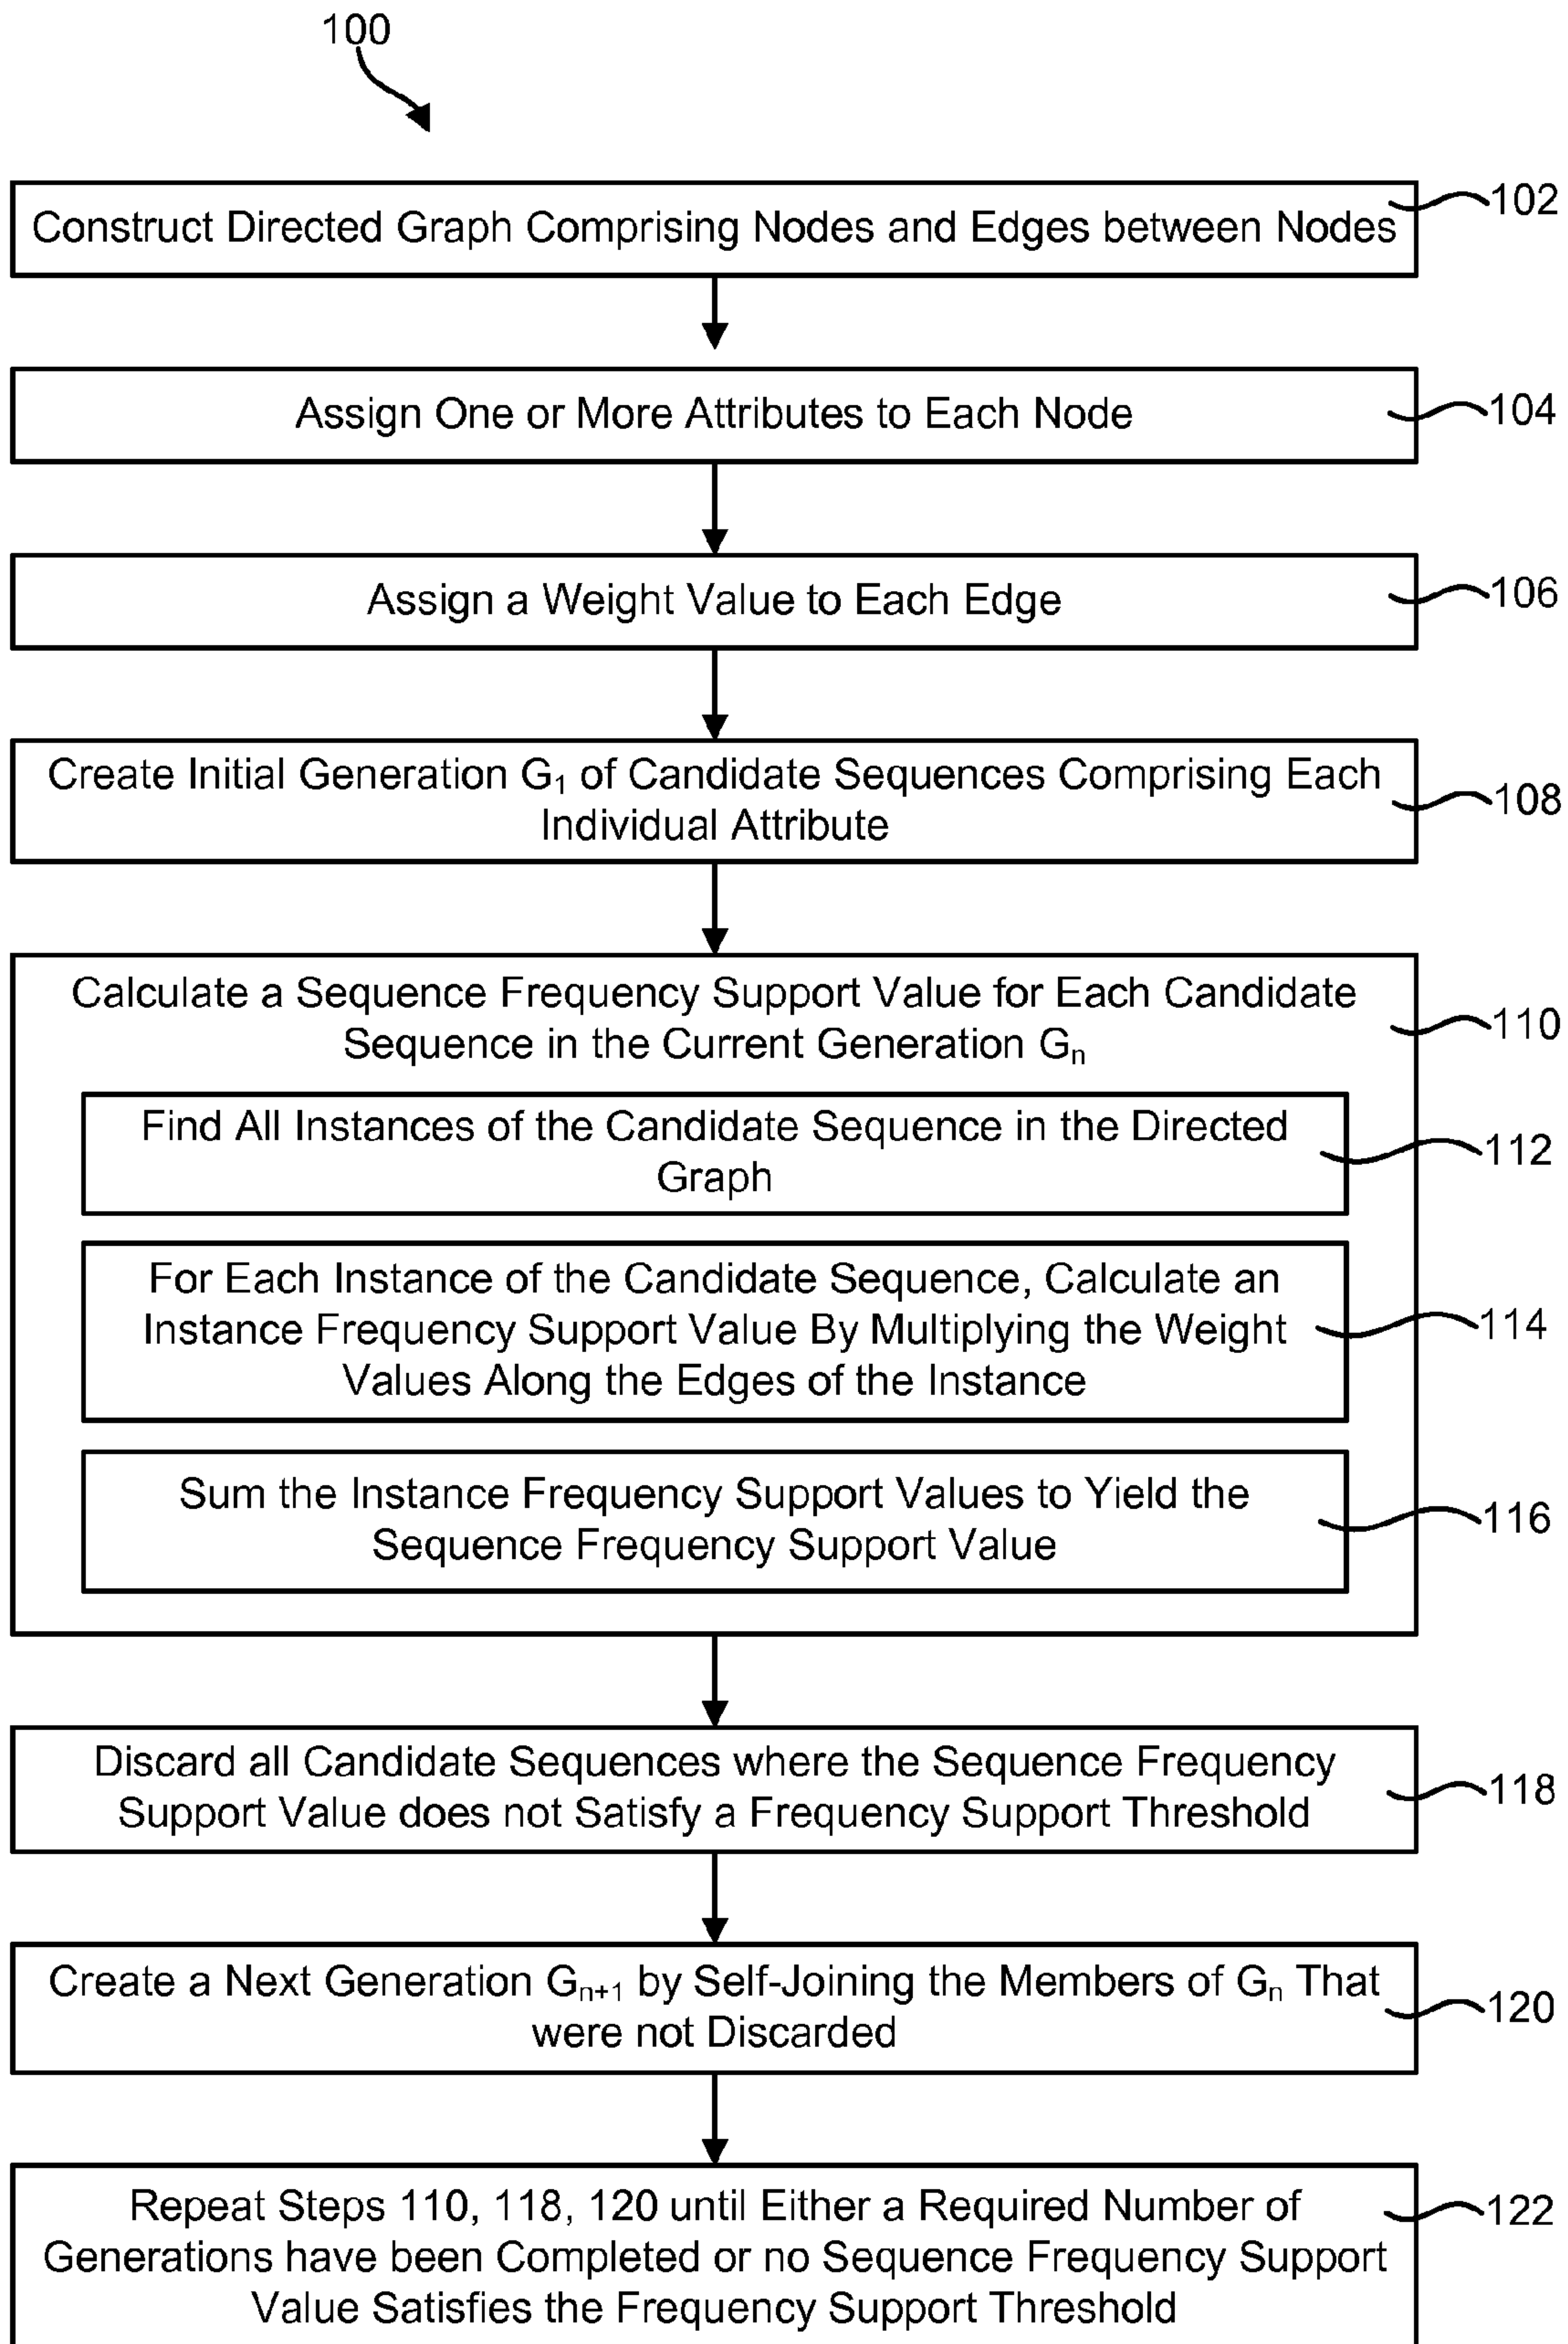 100
Construct Directed Graph Comprising Nodes and Edges between Nodes
102
Assign One or More Attributes to Each Node
104
Assign a Weight Value to Each Edge
106
Create Initial Generation G₁ of Candidate Sequences Comprising Each
Individual Attribute
108
Calculate a Sequence Frequency Support Value for Each Candidate
Sequence in the Current Generation Gₙ
110
Find All Instances of the Candidate Sequence in the Directed
Graph
112
For Each Instance of the Candidate Sequence, Calculate an
Instance Frequency Support Value By Multiplying the Weight
Values Along the Edges of the Instance
114
Sum the Instance Frequency Support Values to Yield the
Sequence Frequency Support Value
116
Discard all Candidate Sequences where the Sequence Frequency
Support Value does not Satisfy a Frequency Support Threshold
118
Create a Next Generation Gₙ₊₁ by Self-Joining the Members of Gₙ That
were not Discarded
120
Repeat Steps 110, 118, 120 until Either a Required Number of
Generations have been Completed or no Sequence Frequency Support
Value Satisfies the Frequency Support Threshold
122